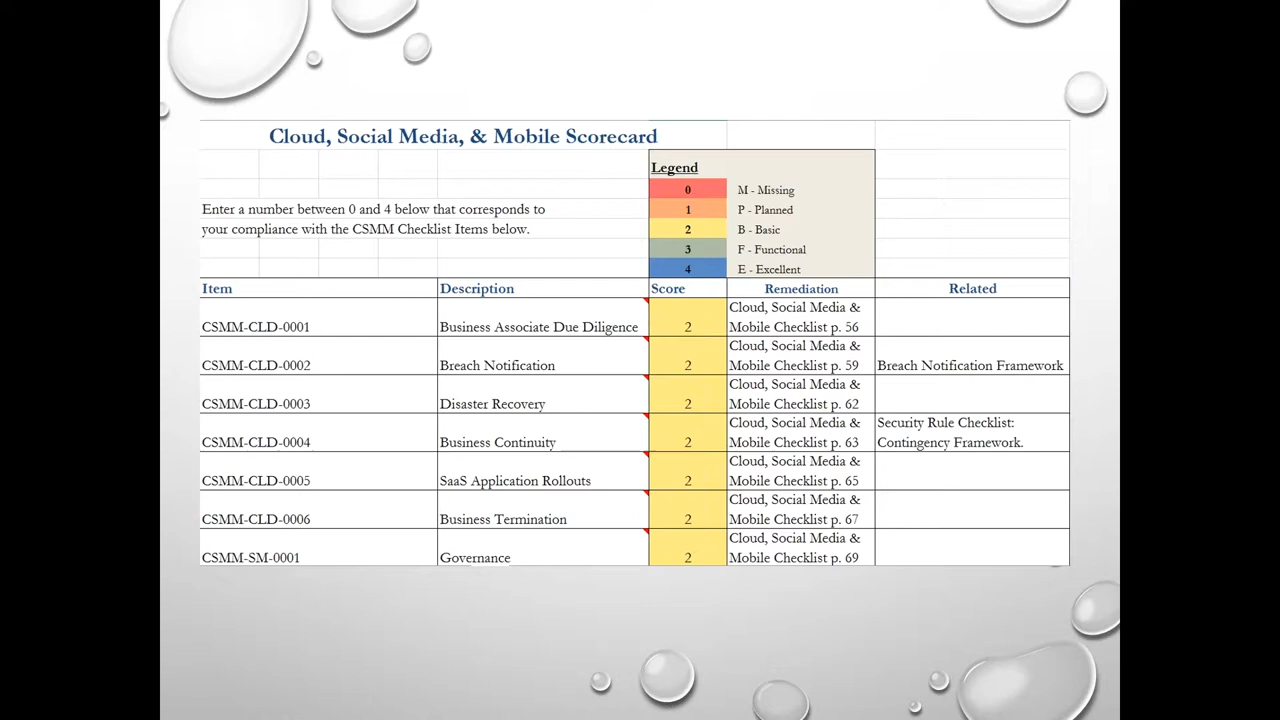 Cloud, Social Media, & Mobile Scorecard
Legend
0 M - Missing
Enter a number between 0 and 4 below that corresponds to 1 P - Planned
your compliance with the CSMM Checklist Items below. 2 B - Basic
3 F - Functional
4 E - Excellent
Item Description Score Remediation Related
Cloud, Social Media &
CSMM-CLD-0001 Business Associate Due Diligence 2 Mobile Checklist p. 56
Cloud, Social Media &
CSMM-CLD-0002 Breach Notification 2 Mobile Checklist p. 59 Breach Notification Framework
Cloud, Social Media &
CSMM-CLD-0003 Disaster Recovery 2 Mobile Checklist p. 62
Cloud, Social Media & Security Rule Checklist:
CSMM-CLD-0004 Business Continuity 2 Mobile Checklist p. 63 Contingency Framework.
Cloud, Social Media &
CSMM-CLD-0005 SaaS Application Rollouts 2 Mobile Checklist p. 65
Cloud, Social Media &
CSMM-CLD-0006 Business Termination 2 Mobile Checklist p. 67
Cloud, Social Media &
CSMM-SM-0001 Governance 2 Mobile Checklist p. 69